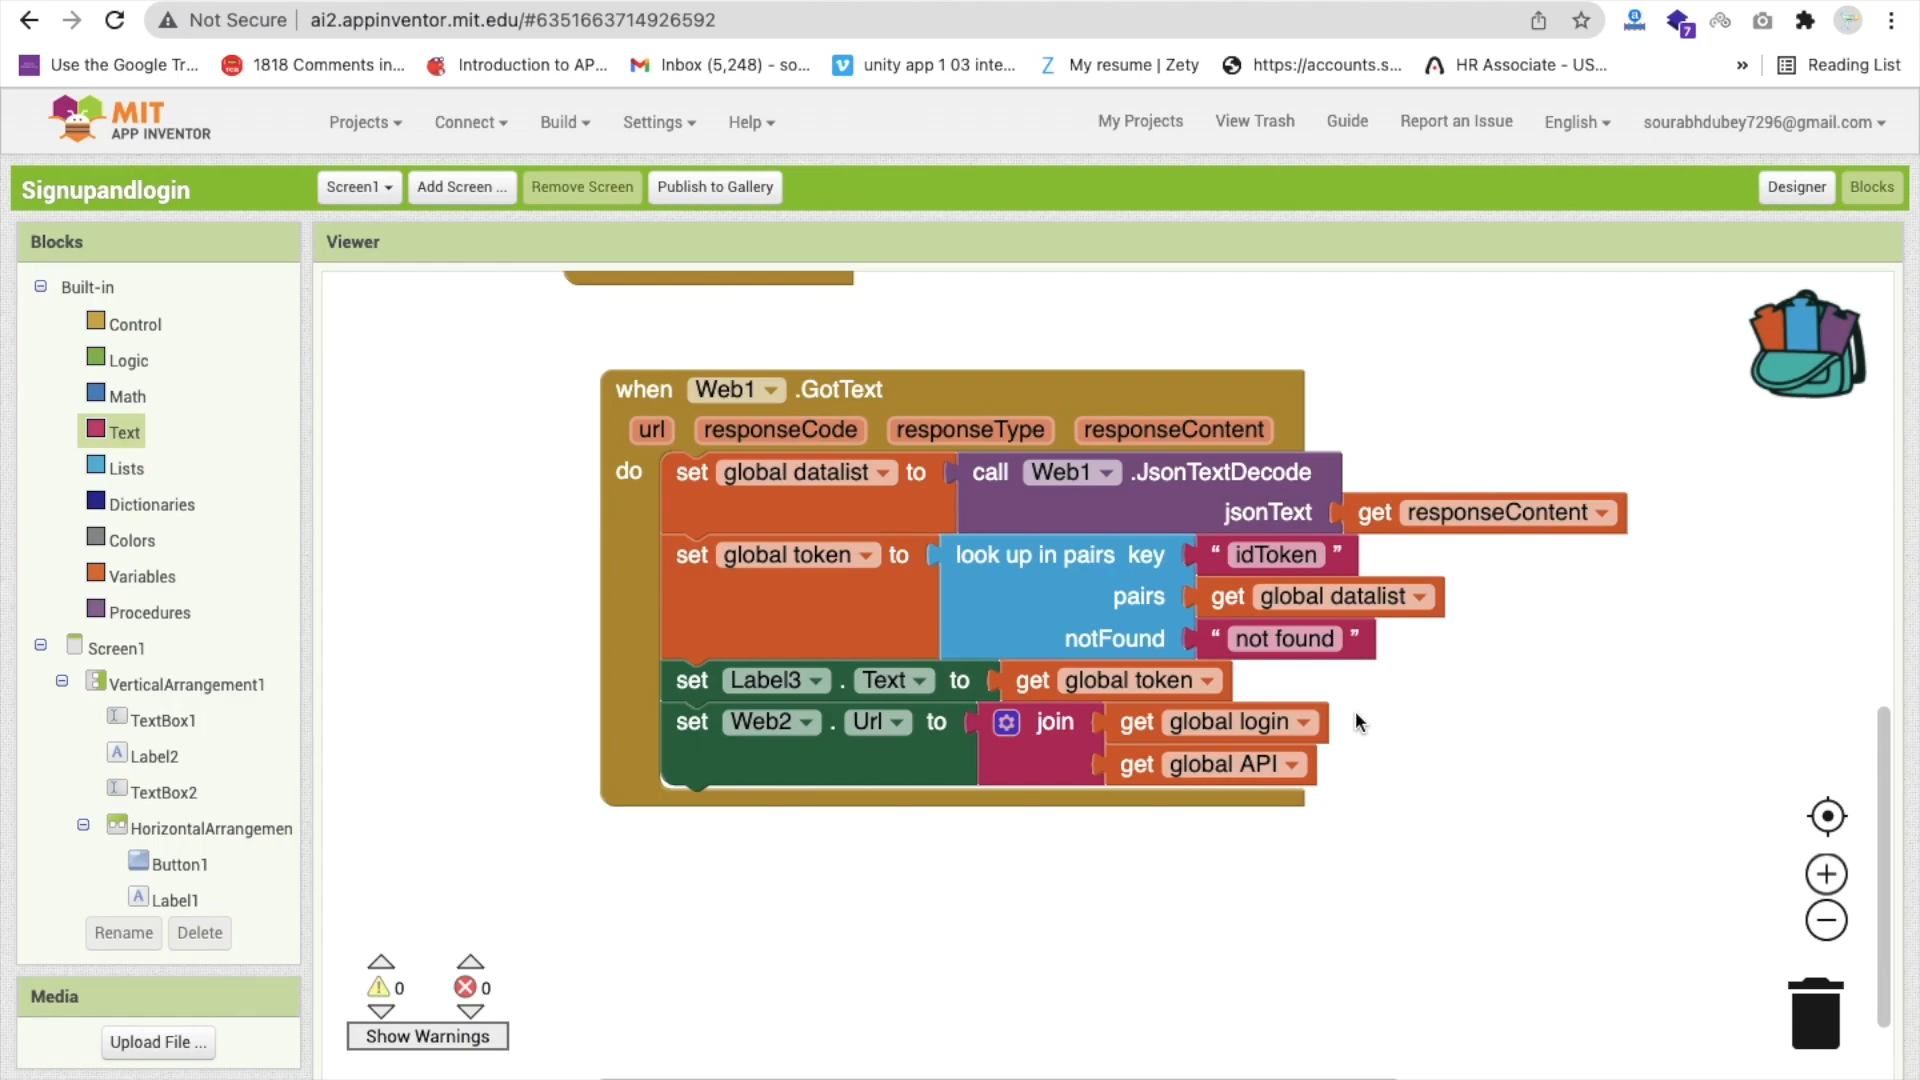 Not Secure | ai2.appinventor.mit.edu/#6351663714926592
7
Use the Google Tr... 1818 Comments in... Introduction to AP... Inbox (5,248) - so... unity app 1 03 inte... My resume | Zety https://accounts.s... HR Associate - US... » Reading List
MIT
APP INVENTOR
Projects Connect Build Settings Help My Projects View Trash Guide Report an Issue English sourabhdubey7296@gmail.com
Signupandlogin Screen1 Add Screen ... Remove Screen Publish to Gallery Designer Blocks
Blocks
Viewer
Built-in
Control
Logic
Math
Text
Lists
Dictionaries
Colors
Variables
Procedures
Screen1
VerticalArrangement1
TextBox1
A Label2
TextBox2
HorizontalArrangemen
Button1
A Label1
Rename Delete
Media
Upload File ...
when Web1 .GotText
url responseCode responseType responseContent
do set global datalist to call Web1 .JsonTextDecode
jsonText get responseContent
set global token to look up in pairs key “ idToken ”
pairs get global datalist
notFound “ not found ”
set Label3 . Text to get global token
set Web2 . Url to join get global login
get global API
0 0
Show Warnings